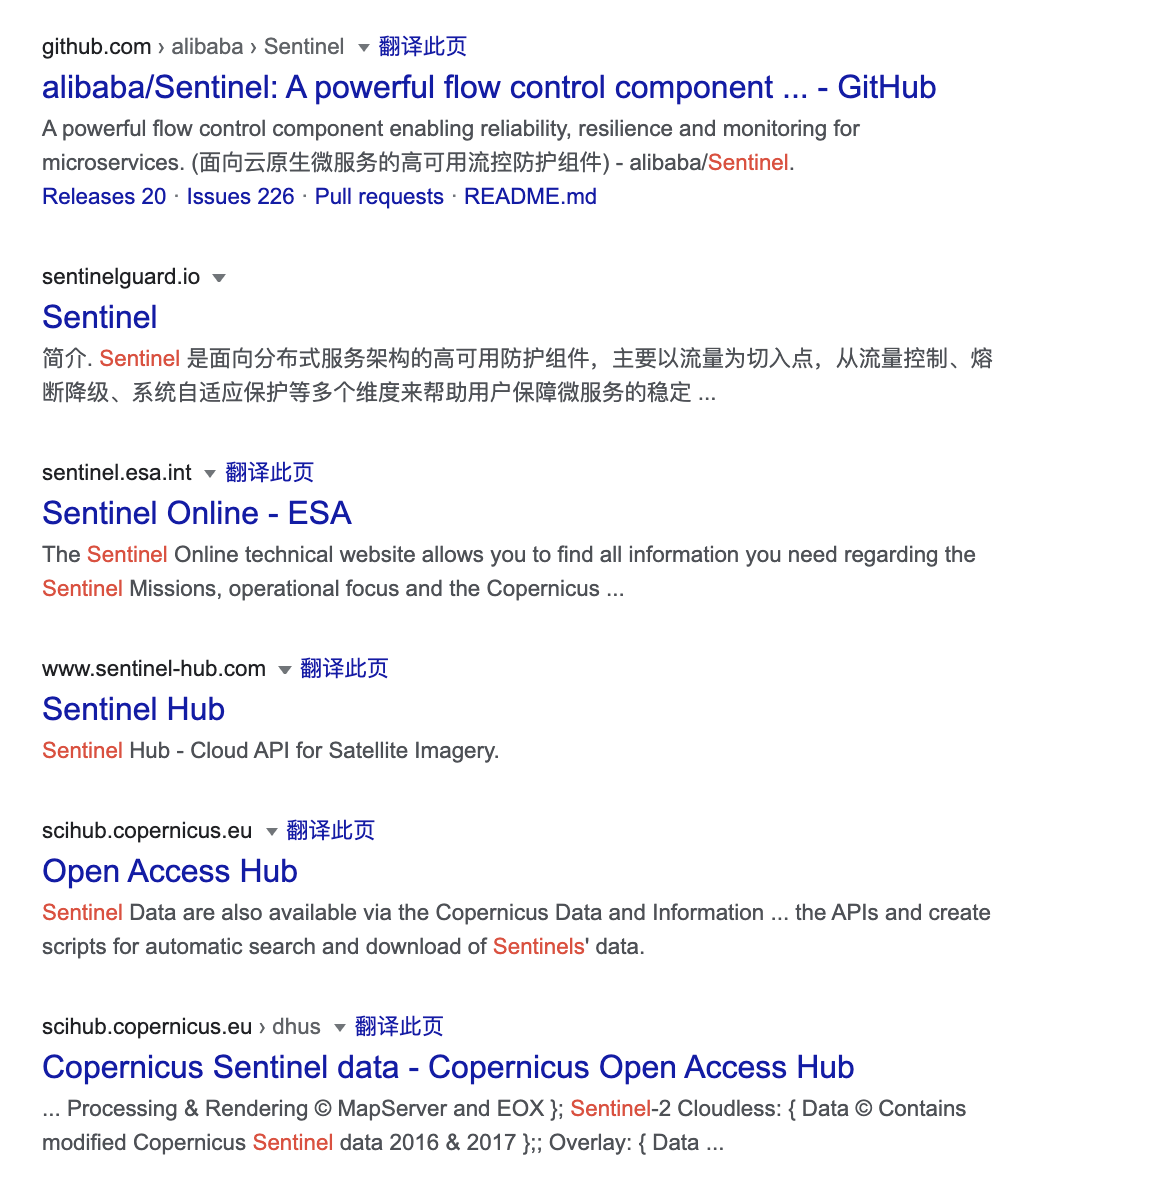 github.com › alibaba › Sentinel 翻译此页
alibaba/Sentinel: A powerful flow control component ... - GitHub
A powerful flow control component enabling reliability, resilience and monitoring for
microservices. (面向云原生微服务的高可用流控防护组件) - alibaba/Sentinel.
Releases 20 · Issues 226 · Pull requests · README.md
sentinelguard.io
Sentinel
简介. Sentinel 是面向分布式服务架构的高可用防护组件，主要以流量为切入点，从流量控制、熔
断降级、系统自适应保护等多个维度来帮助用户保障微服务的稳定 ...
sentinel.esa.int 翻译此页
Sentinel Online - ESA
The Sentinel Online technical website allows you to find all information you need regarding the
Sentinel Missions, operational focus and the Copernicus ...
www.sentinel-hub.com 翻译此页
Sentinel Hub
Sentinel Hub - Cloud API for Satellite Imagery.
scihub.copernicus.eu 翻译此页
Open Access Hub
Sentinel Data are also available via the Copernicus Data and Information ... the APIs and create
scripts for automatic search and download of Sentinels' data.
scihub.copernicus.eu › dhus 翻译此页
Copernicus Sentinel data - Copernicus Open Access Hub
... Processing & Rendering © MapServer and EOX }; Sentinel-2 Cloudless: { Data © Contains
modified Copernicus Sentinel data 2016 & 2017 };; Overlay: { Data ...